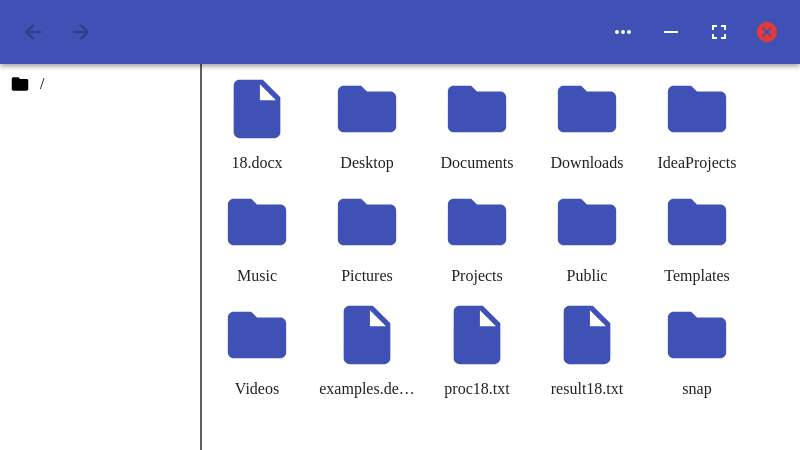 /
18.docx
Desktop
Documents
Downloads
IdeaProjects
Music
Pictures
Projects
Public
Templates
Videos
examples.de…
proc18.txt
result18.txt
snap